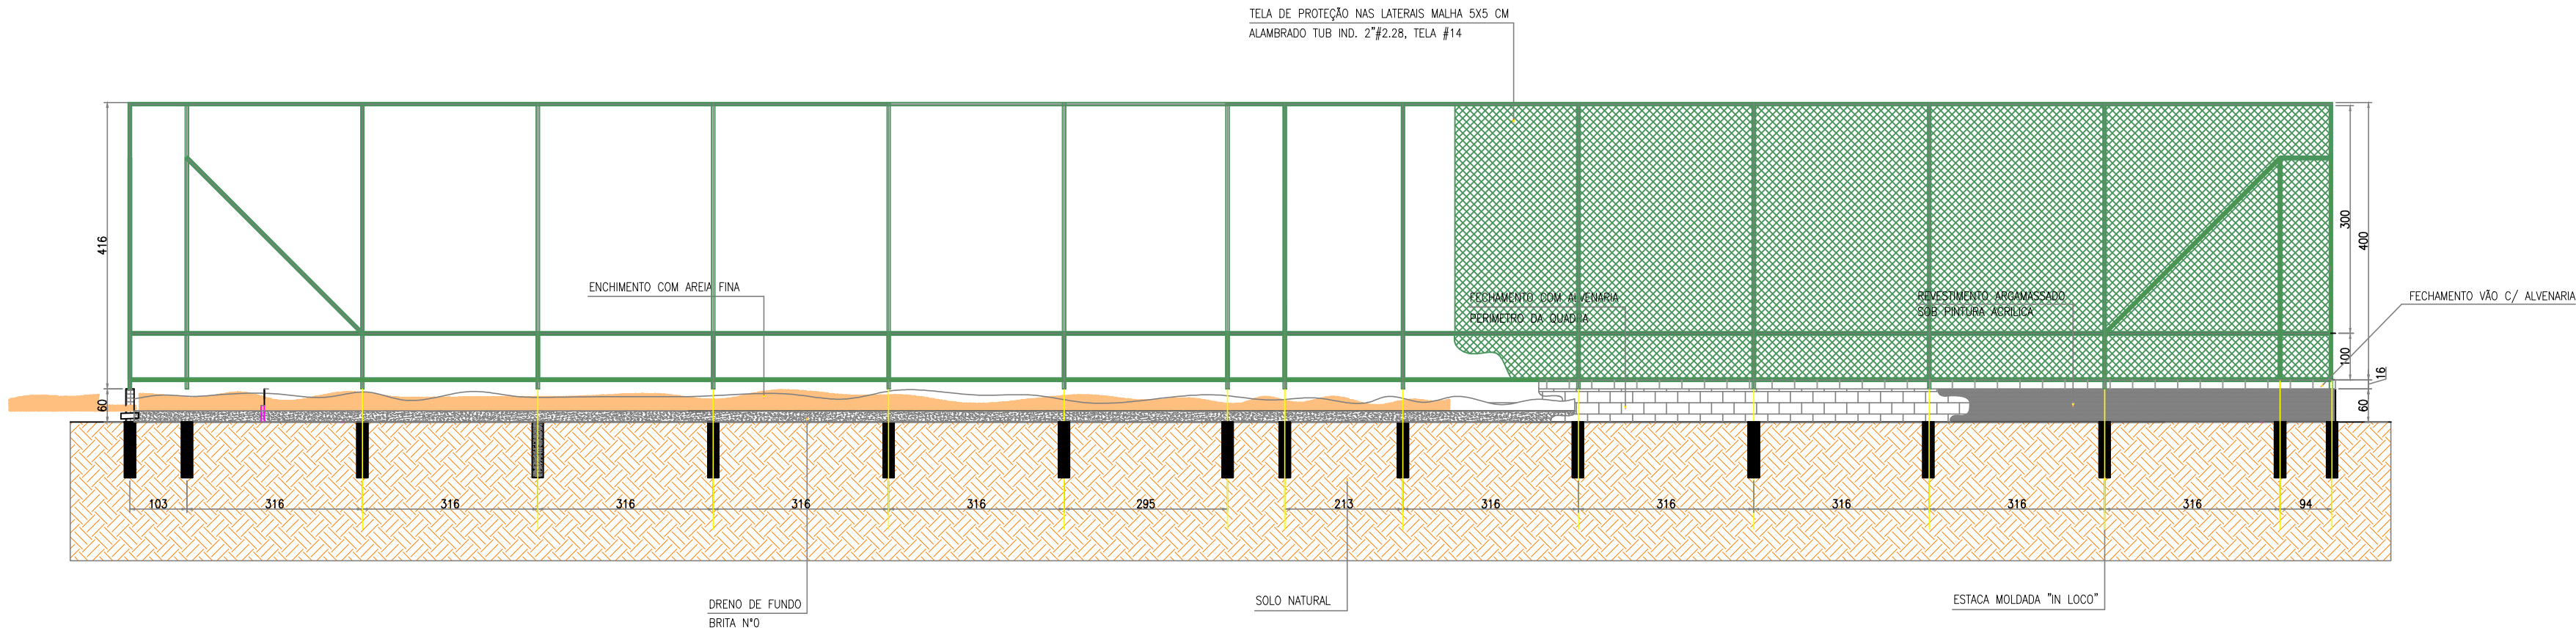 TELA DE PROTEÇÃO NAS LATERAIS MALHA 5X5 CM
ALAMBRADO TUB IND. 2"#2.28, TELA #14
416
300
400
ENCHIMENTO COM AREIA FINA
FECHAMENTO COM ALVENARIA
PERIMETRO DA QUADRA
REVESTIMENTO ARGAMASSADO
SOB PINTURA ACRILICA
FECHAMENTO VÃO C/ ALVENARIA
100
16
60
60
103
316
316
316
316
316
295
213
316
316
316
316
316
94
DRENO DE FUNDO
BRITA N°0
SOLO NATURAL
ESTACA MOLDADA "IN LOCO"